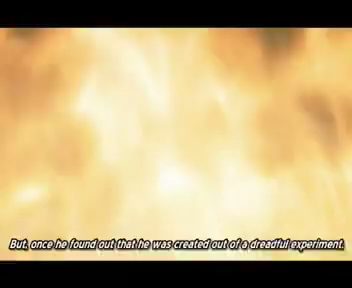 But, once he found out that he was created out of a dreadful experiment.